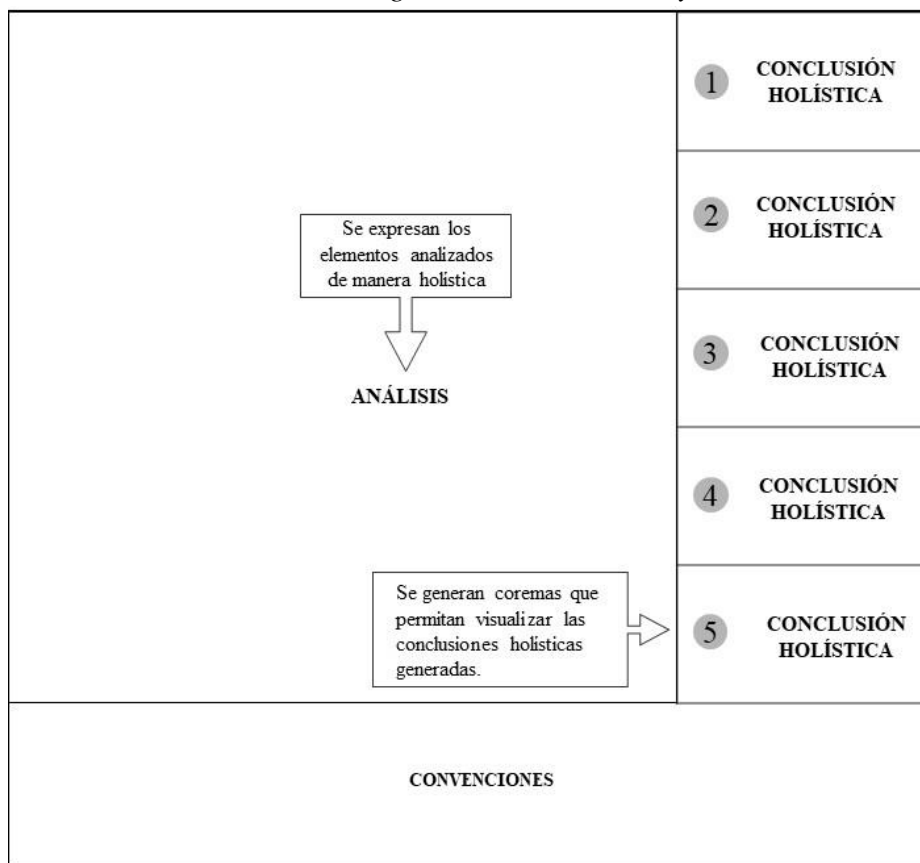 1 CONCLUSIÓN
HOLÍSTICA
2 CONCLUSIÓN
HOLÍSTICA
Se expresan los
elementos analizados
de manera holística
ANÁLISIS
3 CONCLUSIÓN
HOLÍSTICA
4 CONCLUSIÓN
HOLÍSTICA
Se generan coremas que
permitan visualizar las
conclusiones holísticas
generadas.
5 CONCLUSIÓN
HOLÍSTICA
CONVENCIONES